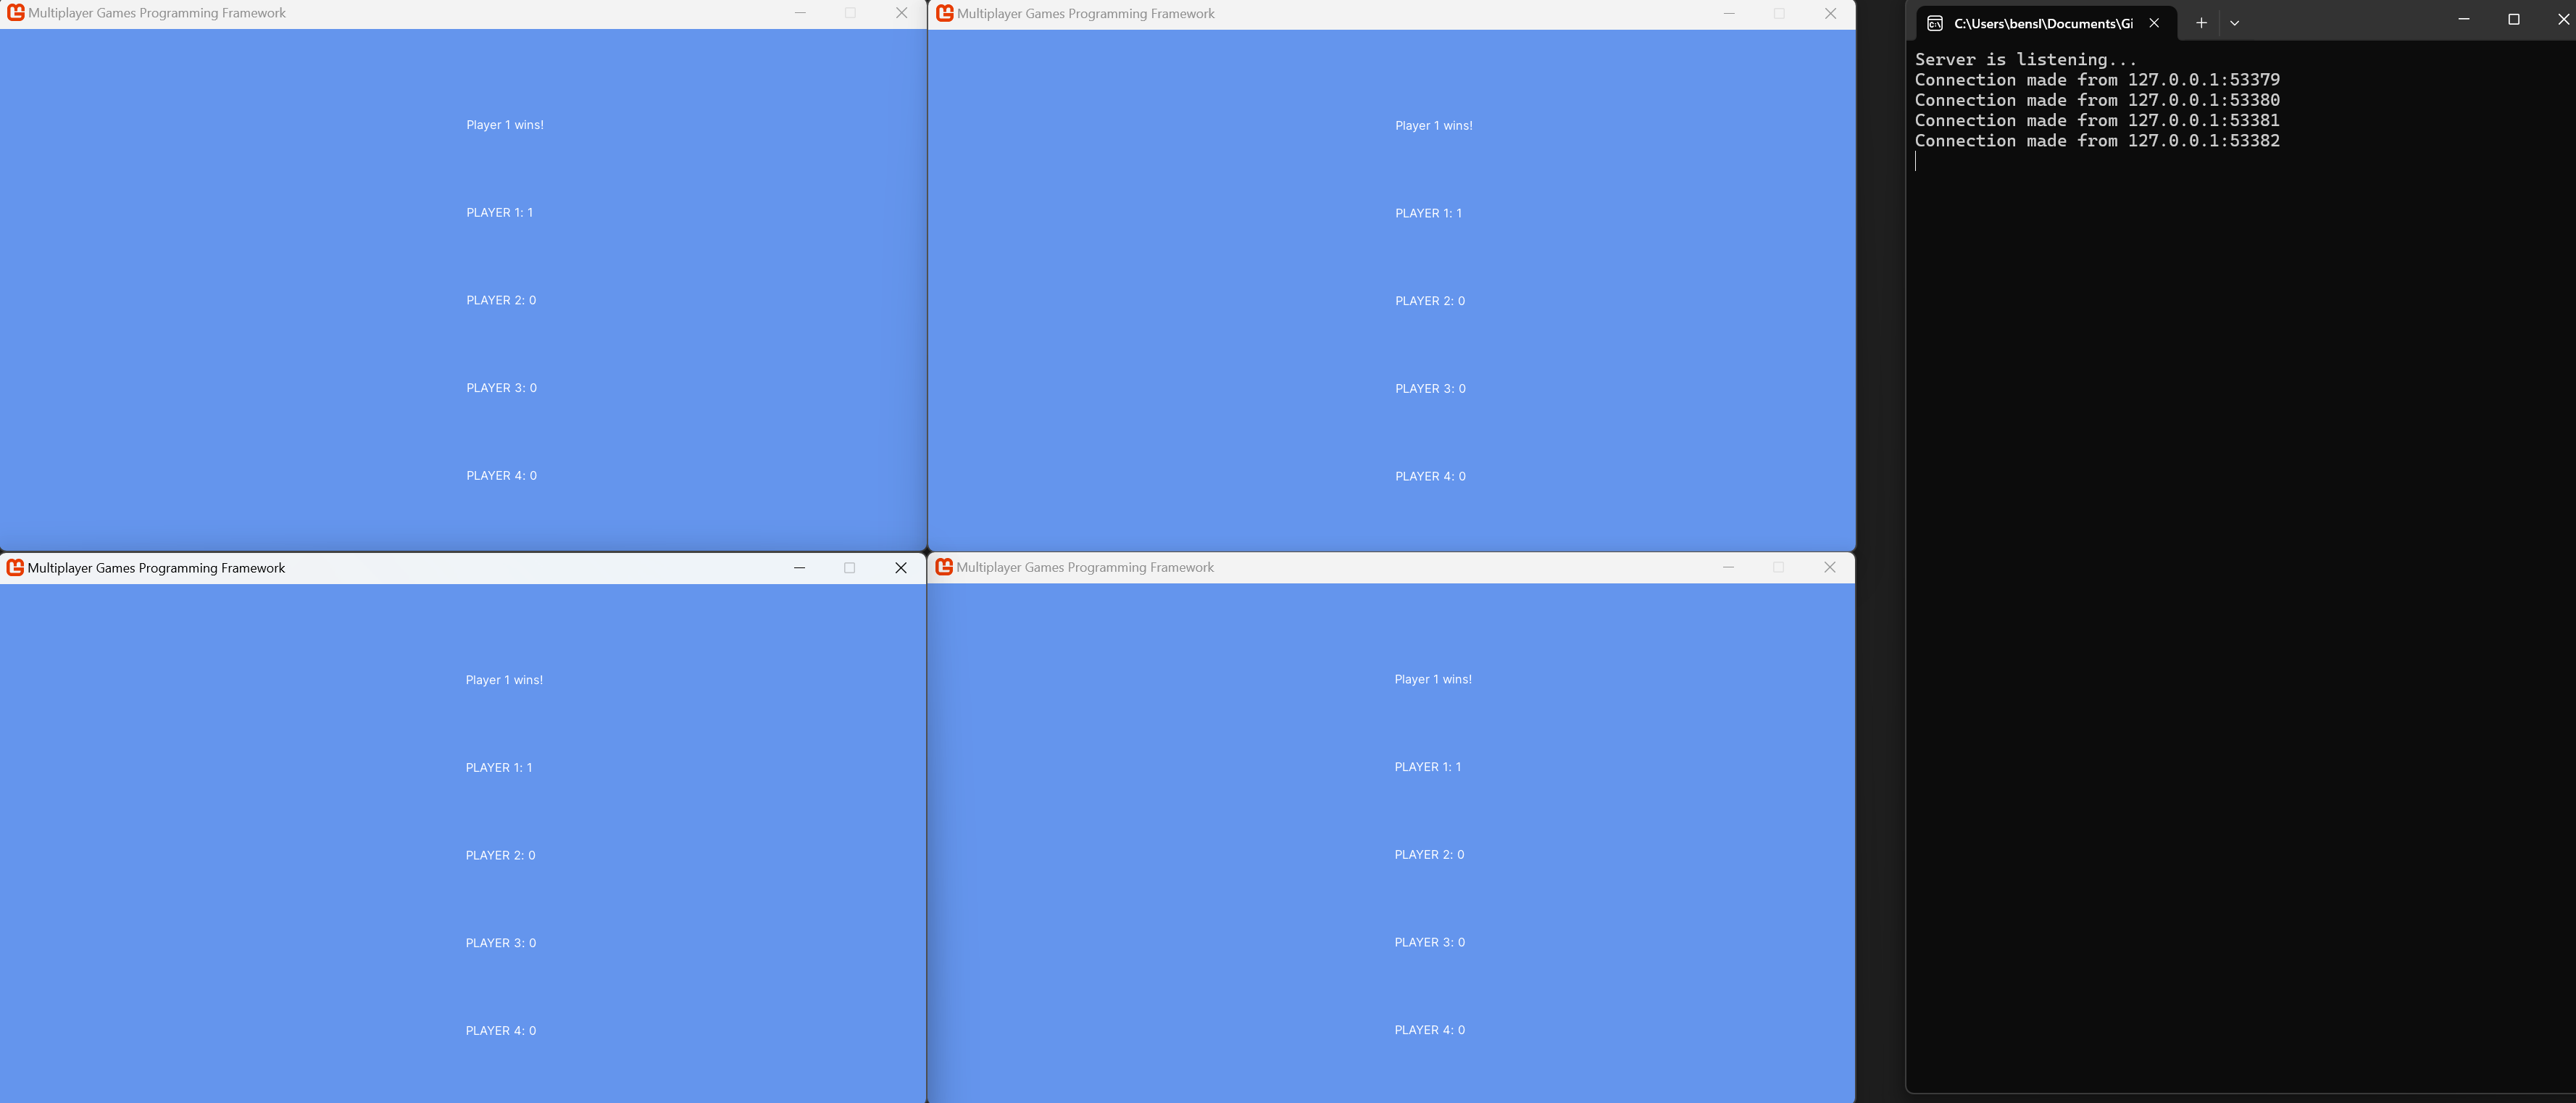 Multiplayer Games Programming Framework
Player 1 wins!
PLAYER 1: 1
PLAYER 2: 0
PLAYER 3: 0
PLAYER 4: 0
Multiplayer Games Programming Framework
Player 1 wins!
PLAYER 1: 1
PLAYER 2: 0
PLAYER 3: 0
PLAYER 4: 0
Multiplayer Games Programming Framework
Player 1 wins!
PLAYER 1: 1
PLAYER 2: 0
PLAYER 3: 0
PLAYER 4: 0
Multiplayer Games Programming Framework
Player 1 wins!
PLAYER 1: 1
PLAYER 2: 0
PLAYER 3: 0
PLAYER 4: 0
C:\Users\bensl\Documents\Gi
Server is listening...
Connection made from 127.0.0.1:53379
Connection made from 127.0.0.1:53380
Connection made from 127.0.0.1:53381
Connection made from 127.0.0.1:53382